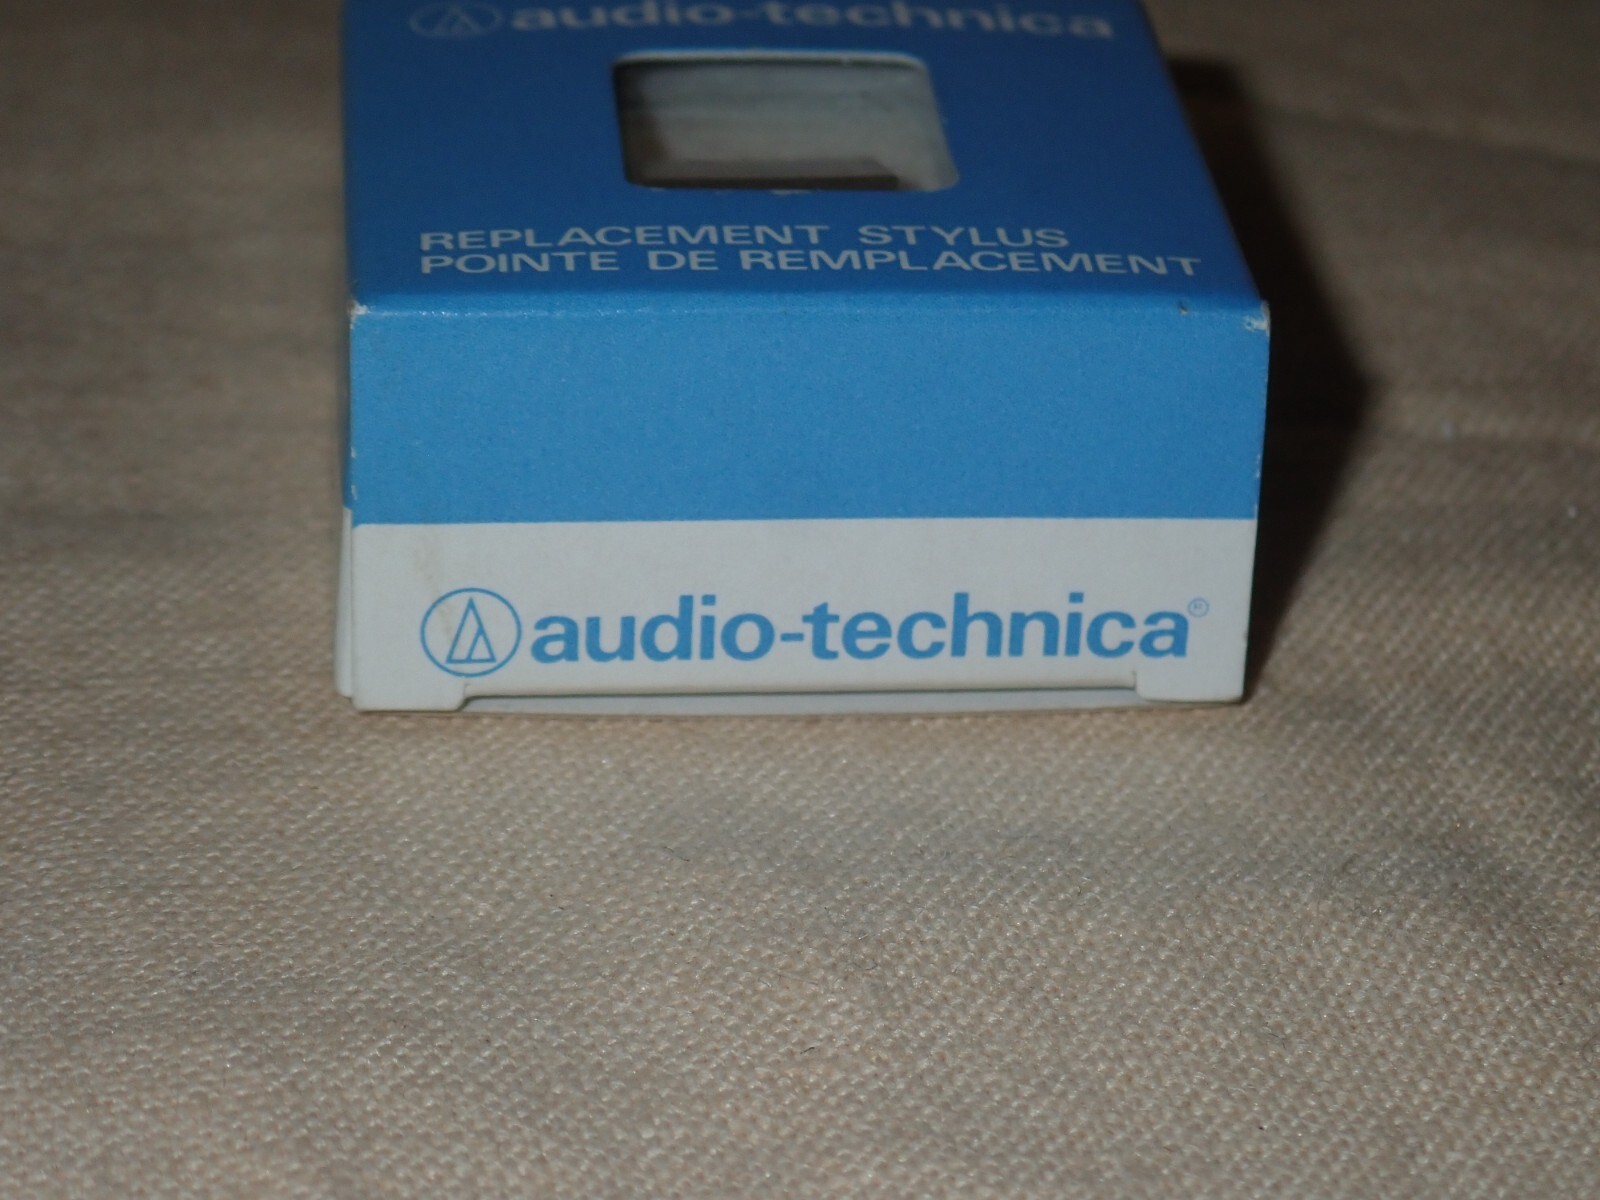 audio-technica
REPLACEMENT STYLUS
POINTE DE REMPLACEMENT
audio-technica®